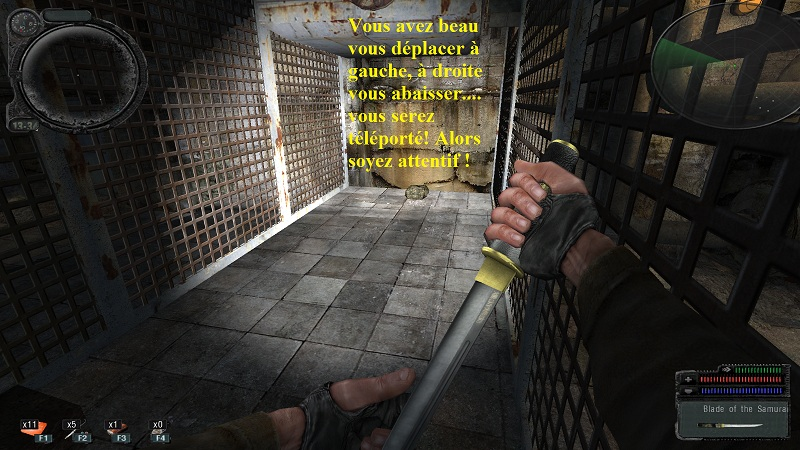 Vous avez beau
vous déplacer à
gauche, à droite
vous abaisser....
vous serez
téléporté! Alors
soyez attentif !
Blade of the Samurai
x11
x5
x1
x0
F1
F2
F3
F4